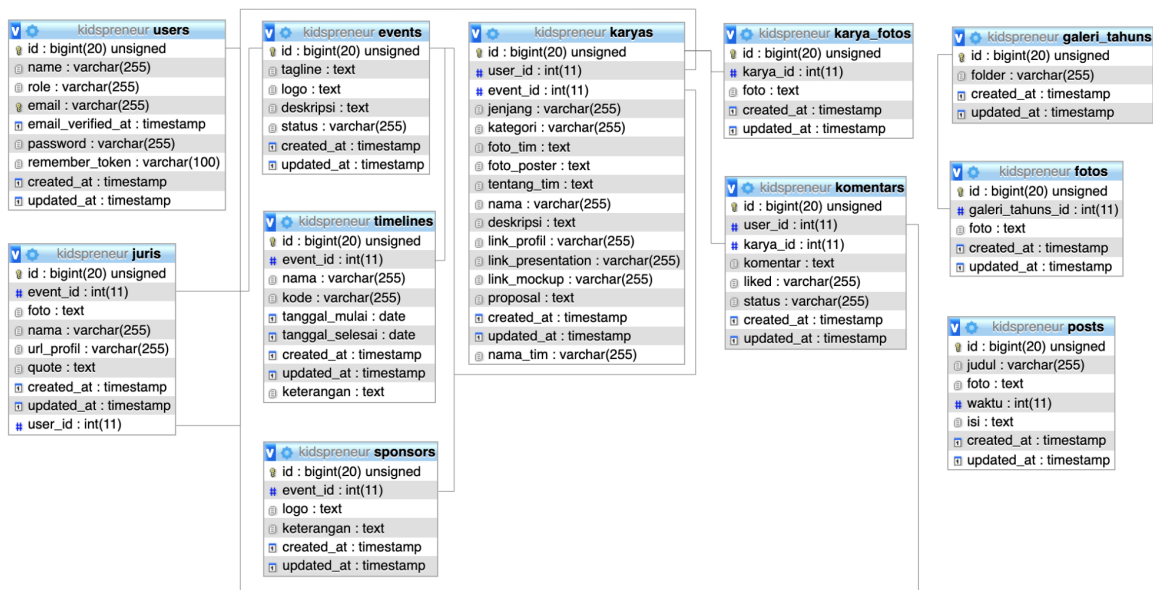 kidspreneur users
id : bigint(20) unsigned
name : varchar(255)
role : varchar(255)
email : varchar(255)
email_verified_at : timestamp
password : varchar(255)
remember_token : varchar(100)
created_at : timestamp
updated_at : timestamp
kidspreneur juris
id : bigint(20) unsigned
event_id : int(11)
foto : text
nama : varchar(255)
url_profil : varchar(255)
quote : text
created_at : timestamp
updated_at : timestamp
user_id : int(11)
kidspreneur events
id : bigint(20) unsigned
tagline : text
logo : text
deskripsi : text
status : varchar(255)
created_at : timestamp
updated_at : timestamp
kidspreneur timelines
id : bigint(20) unsigned
event_id : int(11)
nama : varchar(255)
kode : varchar(255)
tanggal_mulai : date
tanggal_selesai : date
created_at : timestamp
updated_at : timestamp
keterangan : text
kidspreneur sponsors
id : bigint(20) unsigned
event_id : int(11)
logo : text
keterangan : text
created_at : timestamp
updated_at : timestamp
kidspreneur karyas
id : bigint(20) unsigned
user_id : int(11)
event_id : int(11)
jenjang : varchar(255)
kategori : varchar(255)
foto_tim : text
foto_poster : text
tentang_tim : text
nama : varchar(255)
deskripsi : text
link_profil : varchar(255)
link_presentation : varchar(255)
link_mockup : varchar(255)
proposal : text
created_at : timestamp
updated_at : timestamp
nama_tim : varchar(255)
kidspreneur karya_fotos
id : bigint(20) unsigned
karya_id : int(11)
foto : text
created_at : timestamp
updated_at : timestamp
kidspreneur komentars
id : bigint(20) unsigned
user_id : int(11)
karya_id : int(11)
komentar : text
liked : varchar(255)
status : varchar(255)
created_at : timestamp
updated_at : timestamp
kidspreneur galeri_tahuns
id : bigint(20) unsigned
folder : varchar(255)
created_at : timestamp
updated_at : timestamp
kidspreneur fotos
id : bigint(20) unsigned
galeri_tahuns_id : int(11)
foto : text
created_at : timestamp
updated_at : timestamp
kidspreneur posts
id : bigint(20) unsigned
judul : varchar(255)
foto : text
waktu : int(11)
isi : text
created_at : timestamp
updated_at : timestamp